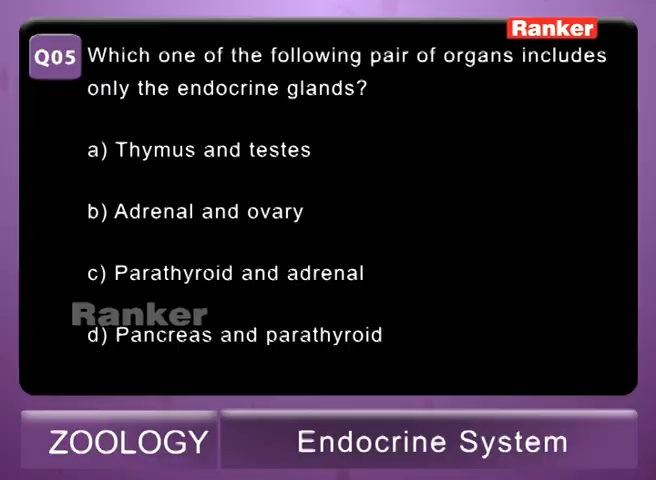 Ranker
Q05 Which one of the following pair of organs includes
only the endocrine glands?
a) Thymus and testes
b) Adrenal and ovary
c) Parathyroid and adrenal
Ranker
d) Pancreas and parathyroid
ZOOLOGY
Endocrine System